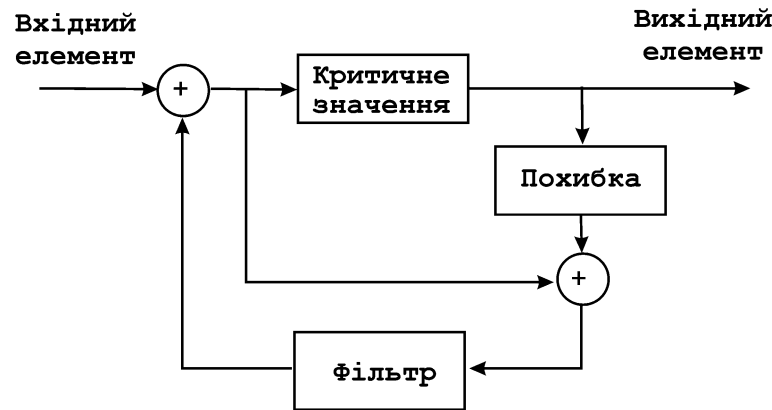 Вхідний
елемент
Вихідний
елемент
+
Критичне
значення
Похибка
+
Фільтр